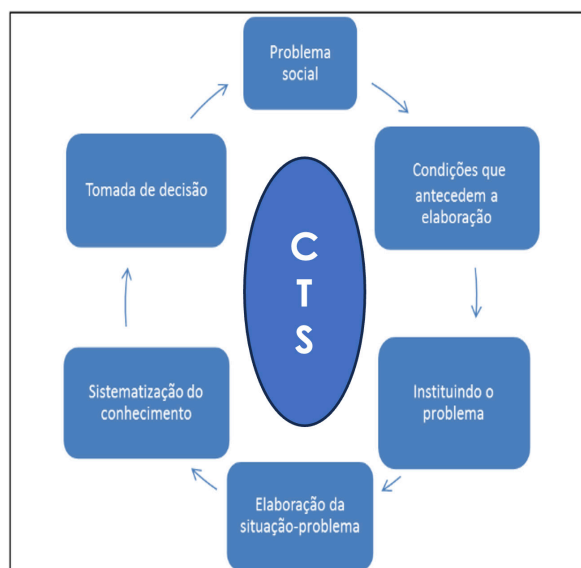 Problema
social
Condições que
antecedem a
elaboração
Instituindo o
problema
Elaboração da
situação-problema
Sistematização do
conhecimento
Tomada de decisão
C
T
S